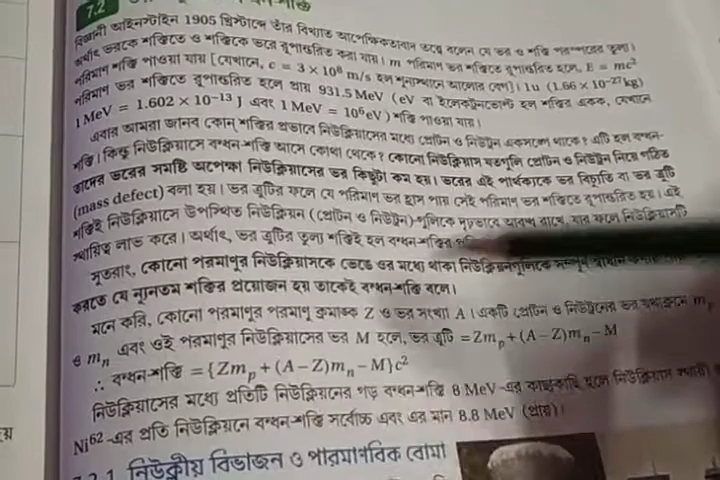 7.2 -শক্তি
বিজ্ঞানী আইনস্টাইন 1905 খ্রিস্টাব্দে তাঁর বিখ্যাত আপেক্ষিকতাবাদ তত্ত্বে বলেন যে ভর ও শক্তি পরস্পরের তুল্য।
অর্থাৎ ভরকে শক্তিতে ও শক্তিকে ভরে রূপান্তরিত করা যায়। m পরিমাণ ভর শক্তিতে রূপান্তরিত হলে, E = mc²
পরিমাণ শক্তি পাওয়া যায় [যেখানে, c = 3 × 10⁸ m/s হল শূন্যস্থানে আলোর বেগ]। 1u (1.66 × 10⁻²⁷ kg)
পরিমাণ ভর শক্তিতে রূপান্তরিত হলে প্রায় 931.5 MeV (eV বা ইলেকট্রনভোল্ট হল শক্তির একক, যেখানে
1 MeV = 1.602 × 10⁻¹³ J এবং 1 MeV = 10⁶ eV) শক্তি পাওয়া যায়।
এবার আমরা জানব কোন্ শক্তির প্রভাবে নিউক্লিয়াসের মধ্যে প্রোটন ও নিউট্রন একসঙ্গে থাকে? এটি হল বন্ধন-
শক্তি। কিন্তু নিউক্লিয়াসে বন্ধন-শক্তি আসে কোথা থেকে? কোনো নিউক্লিয়াস যতগুলি প্রোটন ও নিউট্রন নিয়ে গঠিত
তাদের ভরের সমষ্টি অপেক্ষা নিউক্লিয়াসের ভর কিছুটা কম হয়। ভরের এই পার্থক্যকে ভর বিচ্যুতি বা ভর ত্রুটি
(mass defect) বলা হয়। ভর ত্রুটির ফলে যে পরিমাণ ভর হ্রাস পায় সেই পরিমাণ ভর শক্তিতে রূপান্তরিত হয়। এই
শক্তিই নিউক্লিয়াসে উপস্থিত নিউক্লিয়ন (প্রোটন ও নিউট্রন)-গুলিকে দৃঢ়ভাবে আবদ্ধ রাখে, যার ফলে নিউক্লিয়াসটি
স্থায়িত্ব লাভ করে। অর্থাৎ, ভর ত্রুটির তুল্য শক্তিই হল বন্ধন-শক্তির
সুতরাং, কোনো পরমাণুর নিউক্লিয়াসকে ভেঙে ওর মধ্যে থাকা নিউক্লিয়নগুলিকে সম্পূর্ণ
করতে যে ন্যূনতম শক্তির প্রয়োজন হয় তাকেই বন্ধন-শক্তি বলে।
মনে করি, কোনো পরমাণুর পরমাণু ক্রমাঙ্ক Z ও ভর সংখ্যা A। একটি প্রোটন ও নিউট্রনের ভর যথাক্রমে mₚ
ও mₙ এবং ওই পরমাণুর নিউক্লিয়াসের ভর M হলে, ভর ত্রুটি = Zmₚ + (A – Z)mₙ – M
∴ বন্ধন-শক্তি = {Zmₚ + (A – Z)mₙ – M}c²
নিউক্লিয়াসের মধ্যে প্রতিটি নিউক্লিয়নের গড় বন্ধন-শক্তি 8 MeV-এর কাছাকাছি হলে নিউক্লিয়াস স্থায়ী
Ni⁶²-এর প্রতি নিউক্লিয়নে বন্ধন-শক্তি সর্বোচ্চ এবং এর মান 8.8 MeV (প্রায়)।
7.2.1 নিউক্লীয় বিভাজন ও পারমাণবিক বোমা